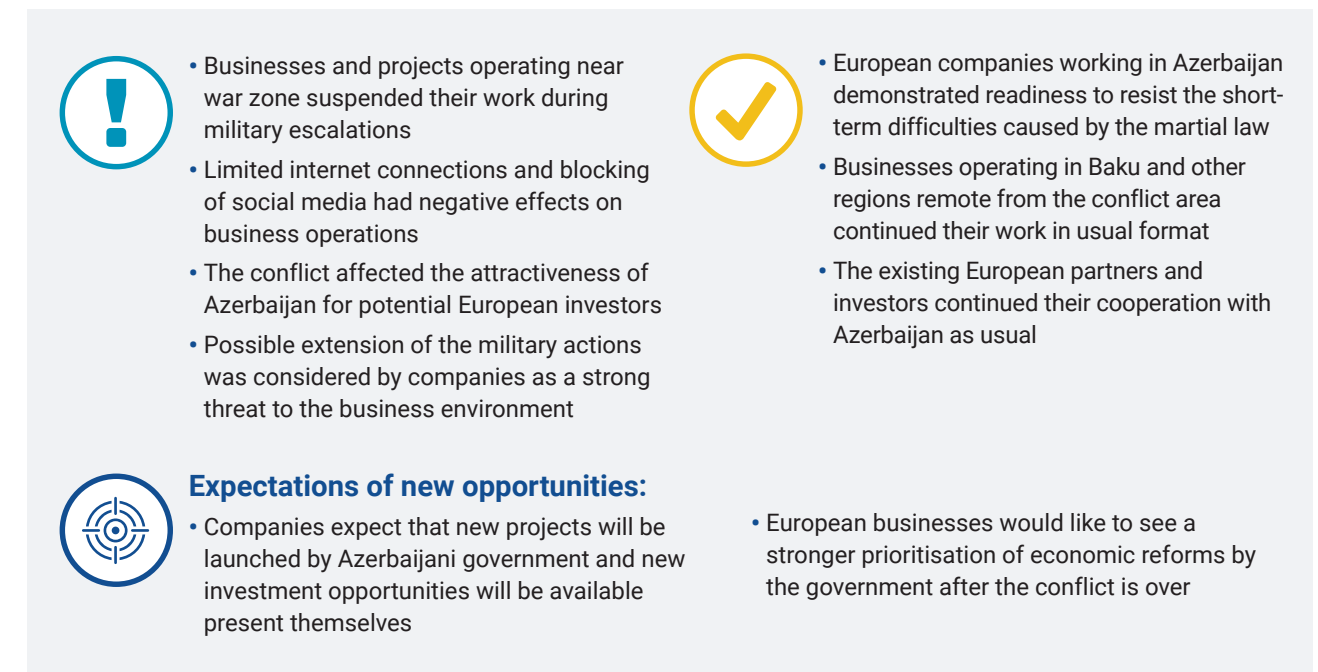 • Businesses and projects operating near
war zone suspended their work during
military escalations
• Limited internet connections and blocking
of social media had negative effects on
business operations
• The conflict affected the attractiveness of
Azerbaijan for potential European investors
• Possible extension of the military actions
was considered by companies as a strong
threat to the business environment
• European companies working in Azerbaijan
demonstrated readiness to resist the short-
term difficulties caused by the martial law
• Businesses operating in Baku and other
regions remote from the conflict area
continued their work in usual format
• The existing European partners and
investors continued their cooperation with
Azerbaijan as usual
Expectations of new opportunities:
• Companies expect that new projects will be
launched by Azerbaijani government and new
investment opportunities will be available
present themselves
• European businesses would like to see a
stronger prioritisation of economic reforms by
the government after the conflict is over